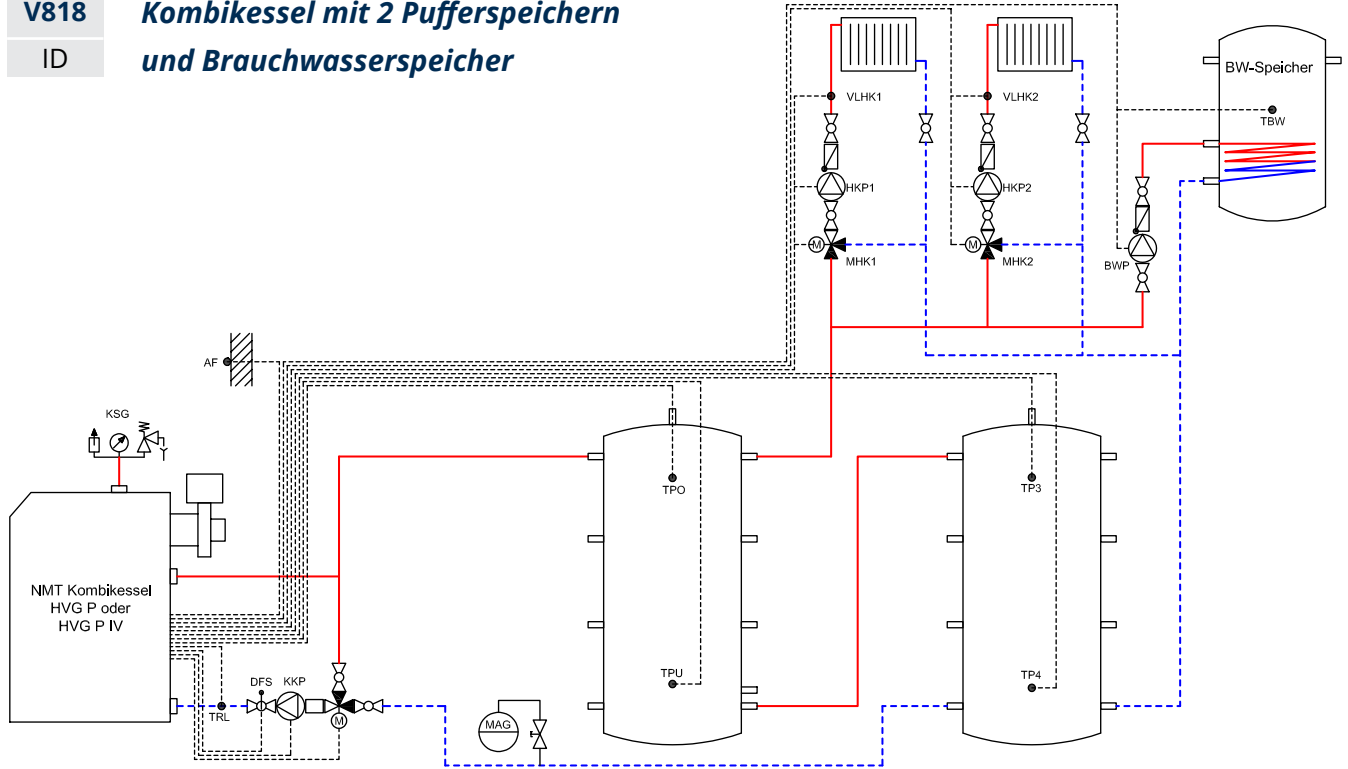 V818
Kombikessel mit 2 Pufferspeichern
ID
und Brauchwasserspeicher
BW-Speicher
VLHK1
VLHK2
TBW
HKP1
HKP2
M
M
MHK1
MHK2
BWP
AF
KSG
TPO
TP3
NMT Kombikessel
HVG P oder
HVG P IV
TPU
TP4
DFS
KKP
TRL
M
MAG